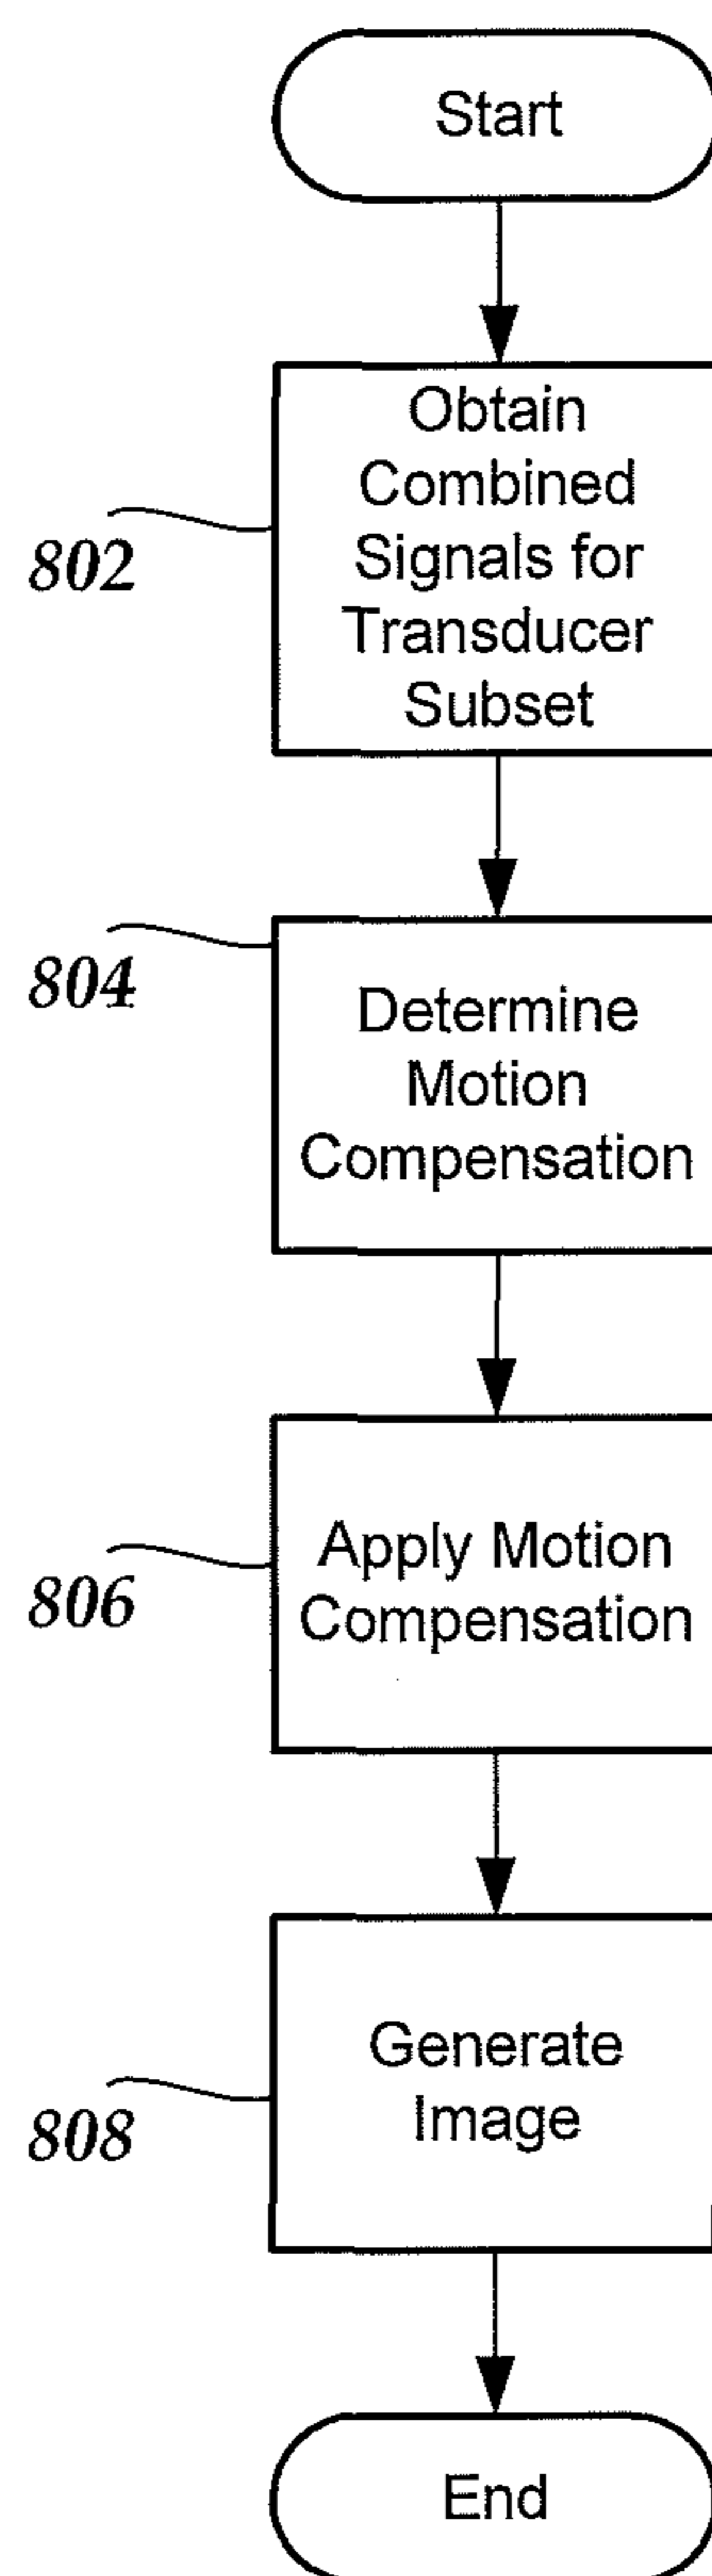 Start
Obtain
Combined
Signals for
Transducer
Subset
802
Determine
Motion
Compensation
804
Apply Motion
Compensation
806
Generate
Image
808
End